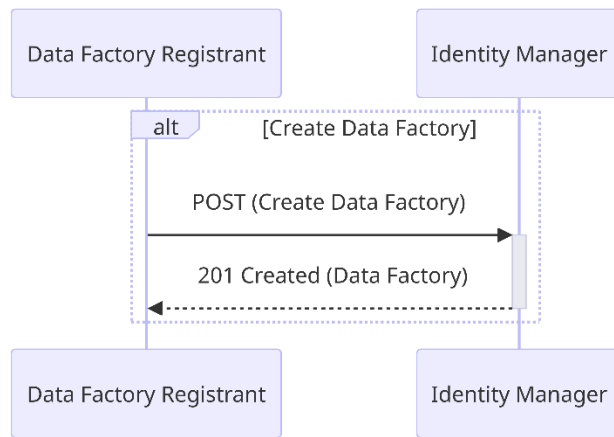 Data Factory Registrant
Identity Manager
alt
[Create Data Factory]
POST (Create Data Factory)
201 Created (Data Factory)
Data Factory Registrant
Identity Manager